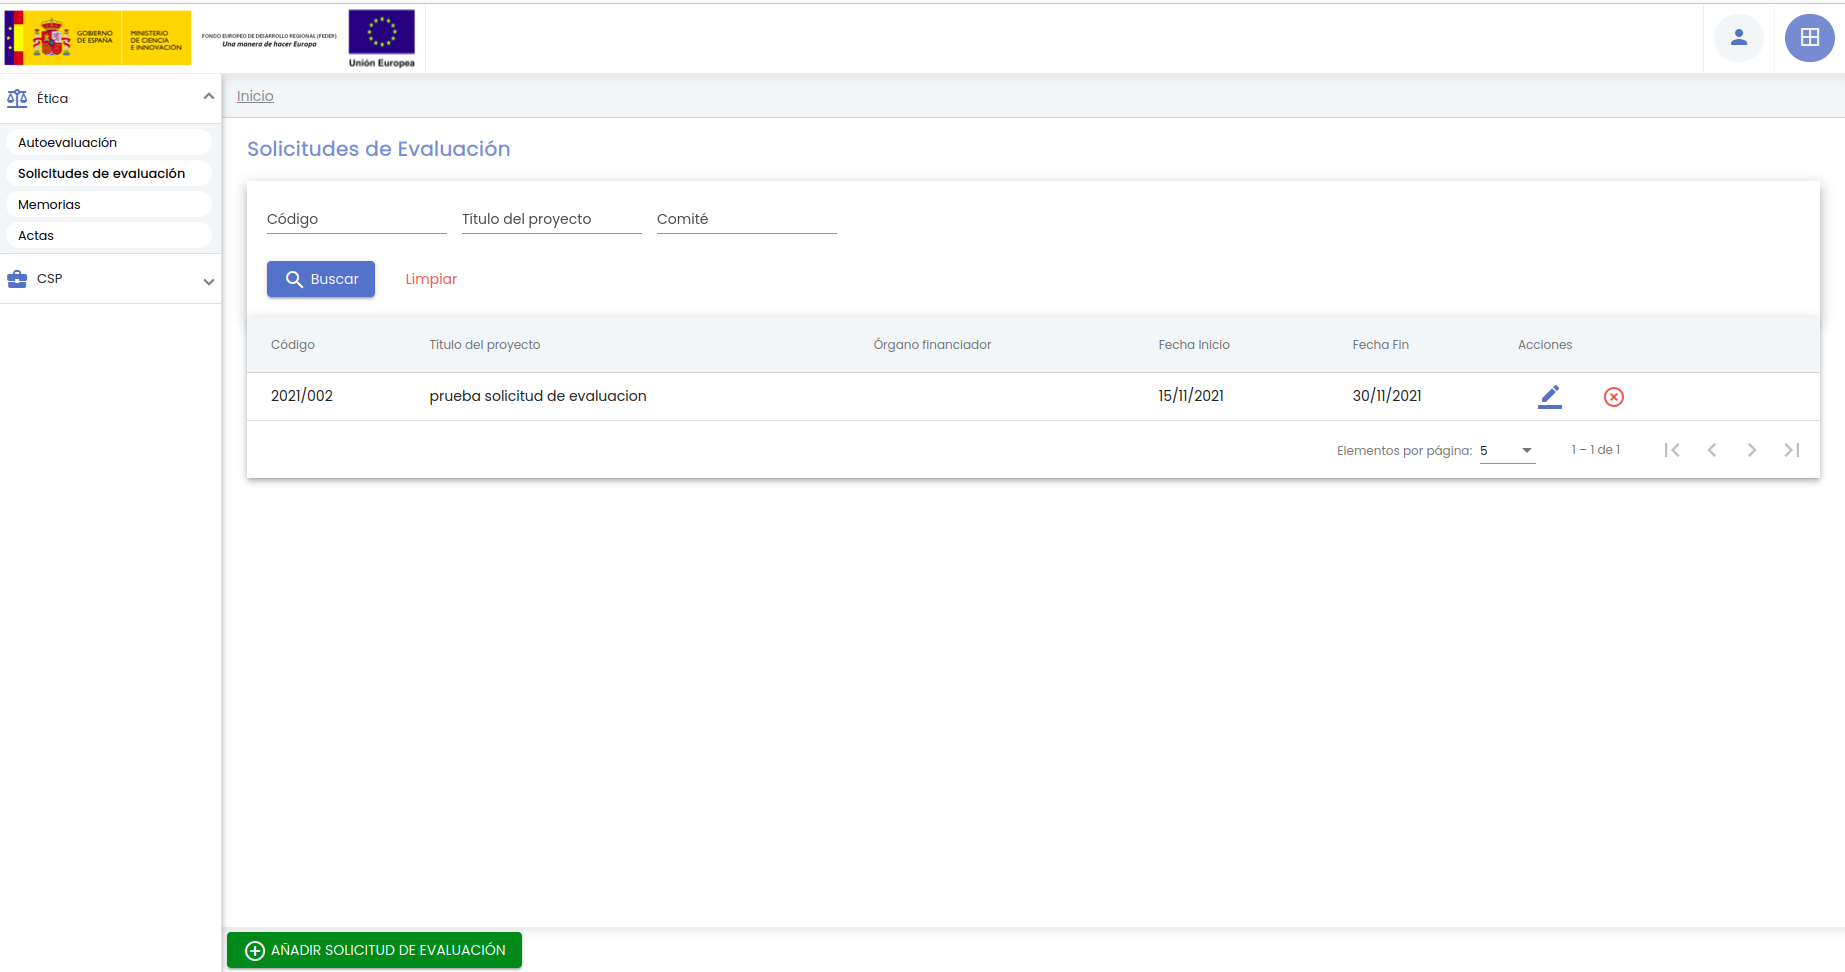 GOBIERNO
DE ESPAÑA
MINISTERIO
DE CIENCIA
E INNOVACIÓN
FONDO EUROPEO DE DESARROLLO REGIONAL (FEDER)
Una manera de hacer Europa
Unión Europea
Ética
Autoevaluación
Solicitudes de evaluación
Memorias
Actas
CSP
Inicio
Solicitudes de Evaluación
Código Título del proyecto Comité
Buscar Limpiar
Código Título del proyecto Órgano financiador Fecha Inicio Fecha Fin Acciones
2021/002 prueba solicitud de evaluacion 15/11/2021 30/11/2021
Elementos por página: 5 1 – 1 de 1
AÑADIR SOLICITUD DE EVALUACIÓN